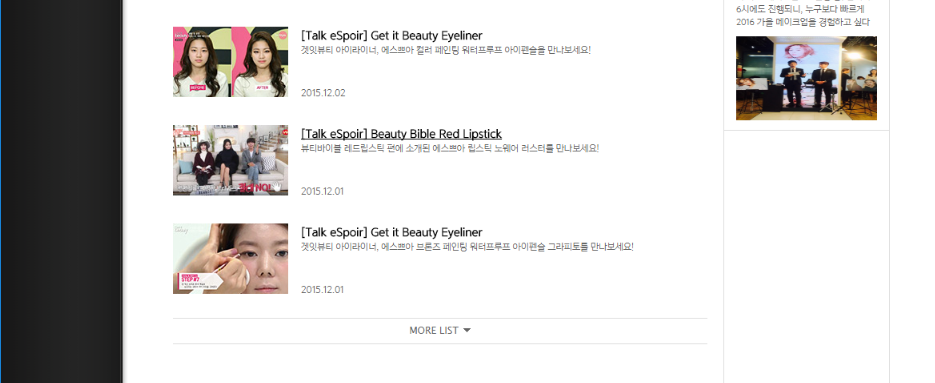 6시에도 진행되니, 누구보다 빠르게
2016 가을 메이크업을 경험하고 싶다
[Talk eSpoir] Get it Beauty Eyeliner
겟잇뷰티 아이라이너, 에스쁘아 컬러 페인팅 워터프루프 아이펜슬을 만나보세요!
2015.12.02
BEFORE
AFTER
[Talk eSpoir] Beauty Bible Red Lipstick
뷰티바이블 레드립스틱 편에 소개된 에스쁘아 립스틱 노웨어 러스터를 만나보세요!
2015.12.01
[Talk eSpoir] Get it Beauty Eyeliner
겟잇뷰티 아이라이너, 에스쁘아 브론즈 페인팅 워터프루프 아이펜슬 그라피토를 만나보세요!
2015.12.01
STEP #7
MORE LIST